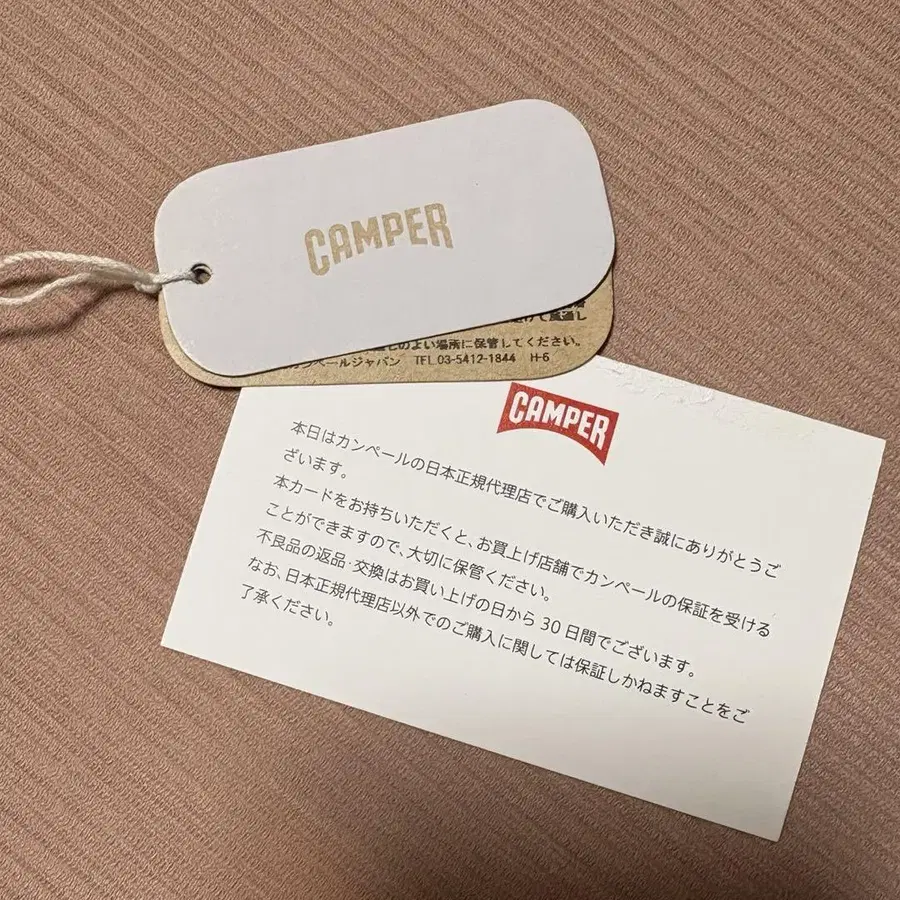 CAMPER
けて風通し
のよい場所に保管してください。
カンペールジャパン TEL.03-5412-1844 H-6
CAMPER
本日はカンペールの日本正規代理店でご購入いただき誠にありがとうご
ざいます。
本カードをお持ちいただくと、お買上げ店舗でカンペールの保証を受ける
ことができますので、大切に保管ください。
不良品の返品・交換はお買い上げの日から 30 日間でございます。
なお、日本正規代理店以外でのご購入に関しては保証しかねますことをご
了承ください。